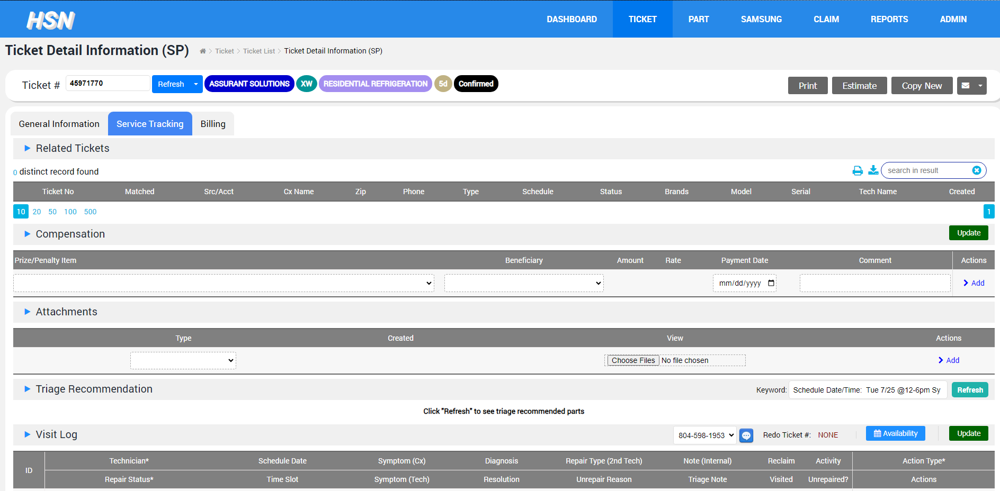 HSN DASHBOARD TICKET PART SAMSUNG CLAIM REPORTS ADMIN
Ticket Detail Information (SP) Ticket Ticket List Ticket Detail Information (SP)
Ticket # 45971770 Refresh ASSURANT SOLUTIONS XW RESIDENTIAL REFRIGERATION 5d Confirmed Print Estimate Copy New
General Information Service Tracking Billing
Related Tickets
0 distinct record found search in result
Ticket No Matched Src/Acct Cx Name Zip Phone Type Schedule Status Brands Model Serial Tech Name Created
10 20 50 100 500 1
Compensation Update
Prize/Penalty Item Beneficiary Amount Rate Payment Date Comment Actions
mm/dd/yyyy Add
Attachments
Type Created View Actions
Choose Files No file chosen Add
Triage Recommendation Keyword: Schedule Date/Time: Tue 7/25 @12-6pm Sy Refresh
Click "Refresh" to see triage recommended parts
Visit Log 804-598-1953 Redo Ticket #: NONE Availability Update
ID Technician* Schedule Date Symptom (Cx) Diagnosis Repair Type (2nd Tech) Note (Internal) Reclaim Activity Action Type*
Repair Status* Time Slot Symptom (Tech) Resolution Unrepair Reason Triage Note Visited Unrepaired? Actions